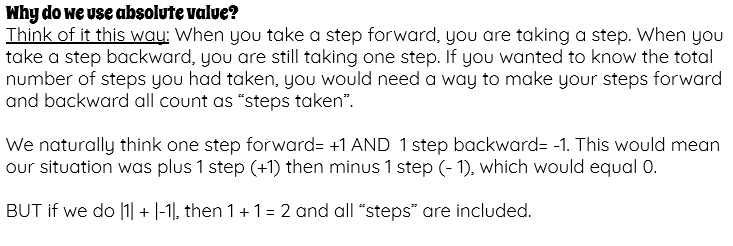 Why do we use absolute value?
Think of it this way: When you take a step forward, you are taking a step. When you
take a step backward, you are still taking one step. If you wanted to know the total
number of steps you had taken, you would need a way to make your steps forward
and backward all count as “steps taken”.
We naturally think one step forward= +1 AND  1 step backward= -1. This would mean
our situation was plus 1 step (+1) then minus 1 step (- 1), which would equal 0.
BUT if we do |1| + |-1|, then 1 + 1 = 2 and all “steps” are included.